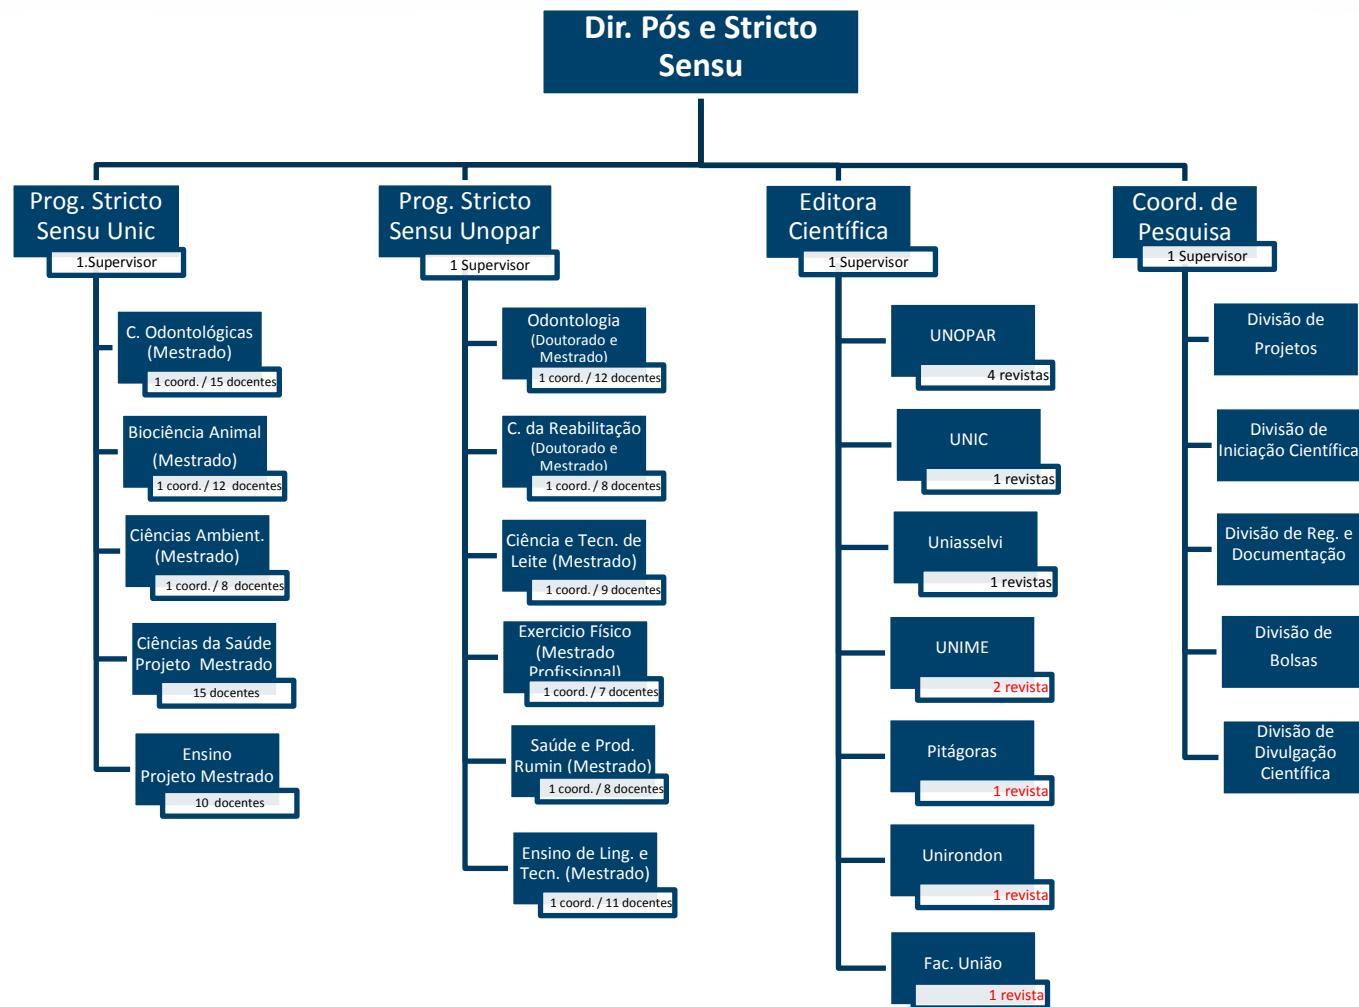 Dir. Pós e Stricto
Sensu
Prog. Stricto
Sensu Unic
1.Supervisor
C. Odontológicas
(Mestrado)
1 coord. / 15 docentes
Biociência Animal
(Mestrado)
1 coord. / 12 docentes
Ciências Ambient.
(Mestrado)
1 coord. / 8 docentes
Ciências da Saúde
Projeto Mestrado
15 docentes
Ensino
Projeto Mestrado
10 docentes
Prog. Stricto
Sensu Unopar
1 Supervisor
Odontologia
(Doutorado e
Mestrado)
1 coord. / 12 docentes
C. da Reabilitação
(Doutorado e
Mestrado)
1 coord. / 8 docentes
Ciência e Tecn. de
Leite (Mestrado)
1 coord. / 9 docentes
Exercicio Físico
(Mestrado
Profissional)
1 coord. / 7 docentes
Saúde e Prod.
Rumin (Mestrado)
1 coord. / 8 docentes
Ensino de Ling. e
Tecn. (Mestrado)
1 coord. / 11 docentes
Editora
Científica
1 Supervisor
UNOPAR
4 revistas
UNIC
1 revistas
Uniasselvi
1 revistas
UNIME
2 revista
Pitágoras
1 revista
Unirondon
1 revista
Fac. União
1 revista
Coord. de
Pesquisa
1 Supervisor
Divisão de
Projetos
Divisão de
Iniciação Científica
Divisão de Reg. e
Documentação
Divisão de
Bolsas
Divisão de
Divulgação
Científica